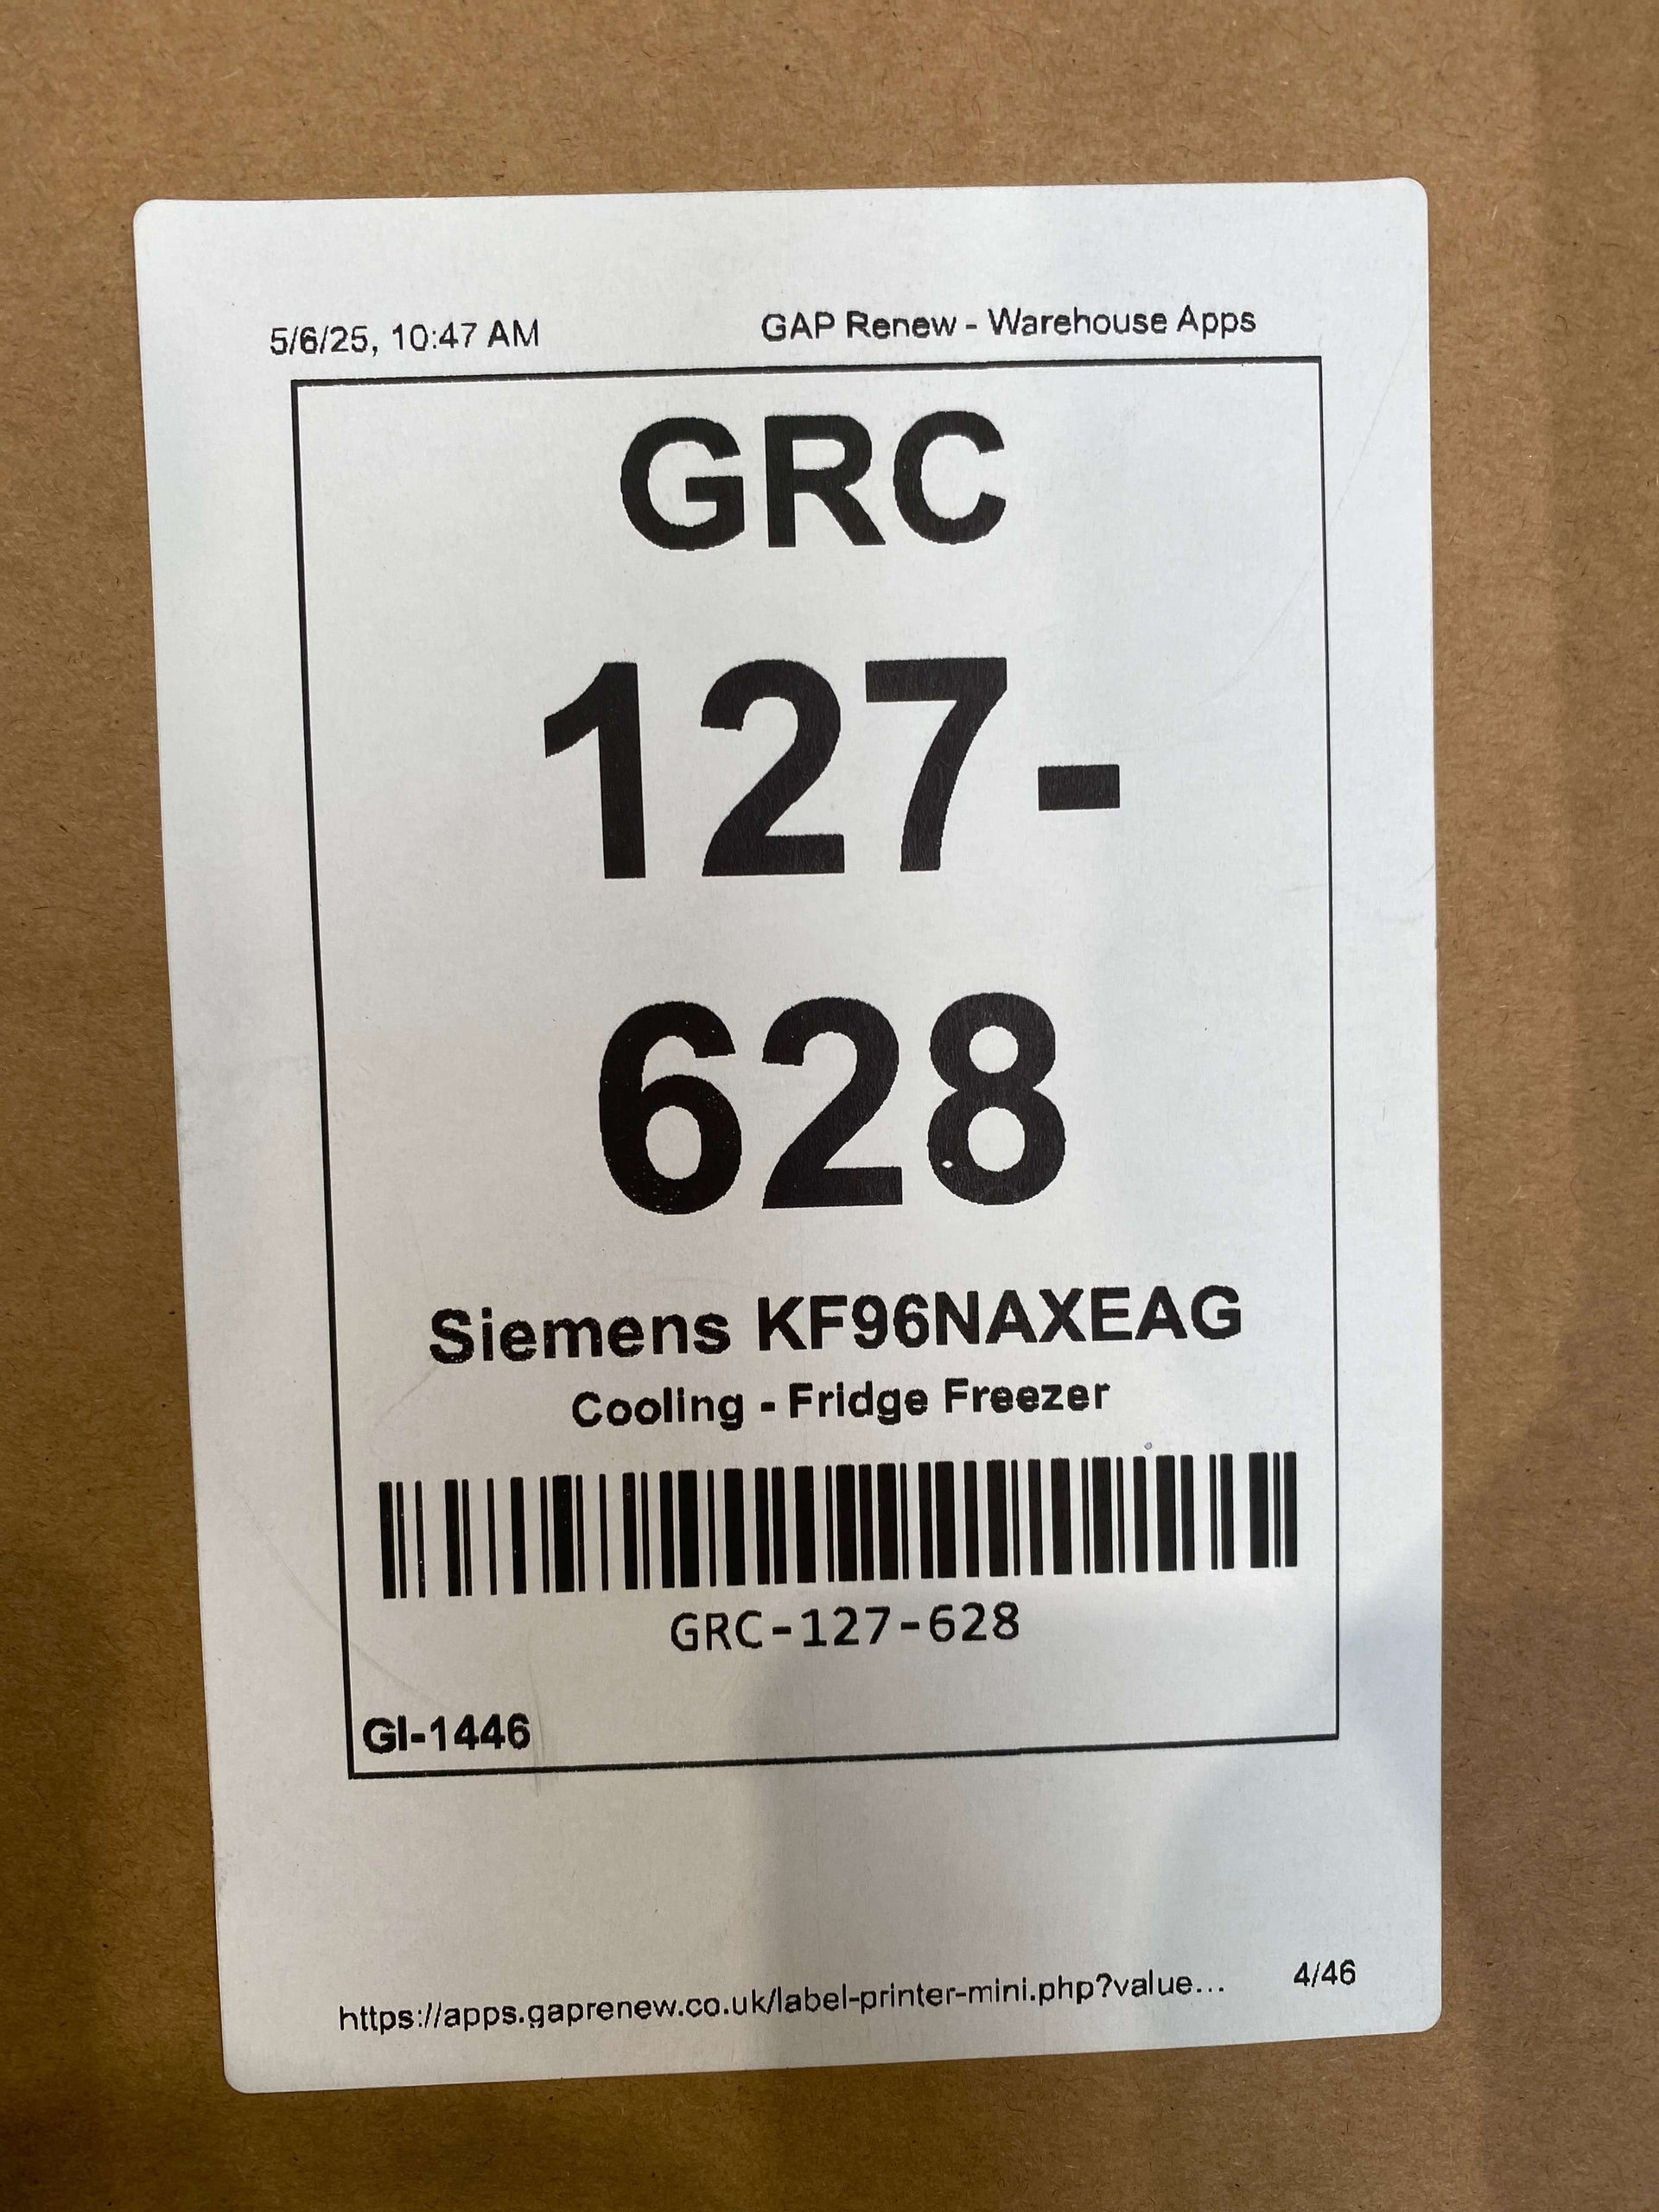 5/6/25, 10:47 AM GAP Renew - Warehouse Apps
GRC
127-
628
Siemens KF96NAXEAG
Cooling - Fridge Freezer
GRC-127-628
GI-1446
https://apps.gaprenew.co.uk/label-printer-mini.php?value... 4/46